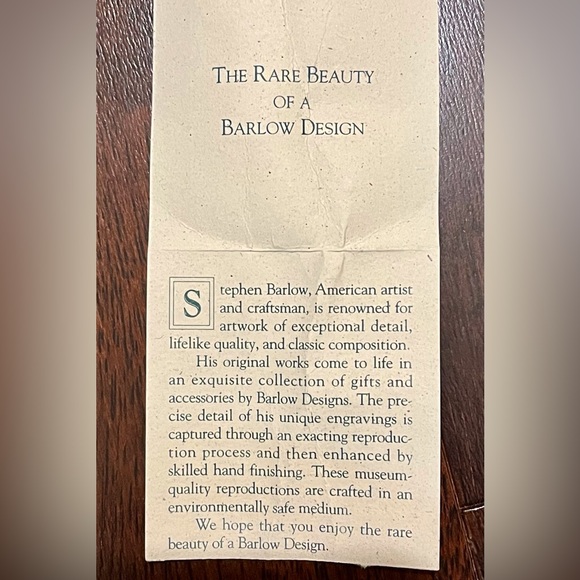 THE RARE BEAUTY
OF A
BARLOW DESIGN
Stephen Barlow, American artist
and craftsman, is renowned for
artwork of exceptional detail,
lifelike quality, and classic composition.
His original works come to life in
an exquisite collection of gifts and
accessories by Barlow Designs. The pre-
cise detail of his unique engravings is
captured through an exacting reproduc-
tion process and then enhanced by
skilled hand finishing. These museum-
quality reproductions are crafted in an
environmentally safe medium.
We hope that you enjoy the rare
beauty of a Barlow Design.